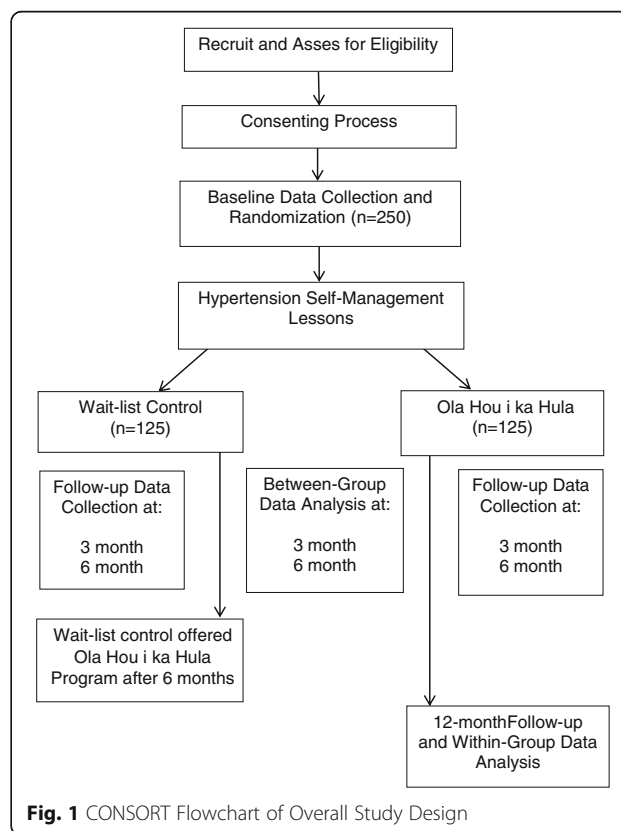 Recruit and Asses for Eligibility
Consenting Process
Baseline Data Collection and
Randomization (n=250)
Hypertension Self-Management
Lessons
Wait-list Control
(n=125)
Ola Hou i ka Hula
(n=125)
Follow-up Data
Collection at:
3 month
6 month
Between-Group
Data Analysis at:
3 month
6 month
Follow-up Data
Collection at:
3 month
6 month
Wait-list control offered
Ola Hou i ka Hula
Program after 6 months
12-monthFollow-up
and Within-Group Data
Analysis
Fig. 1 CONSORT Flowchart of Overall Study Design